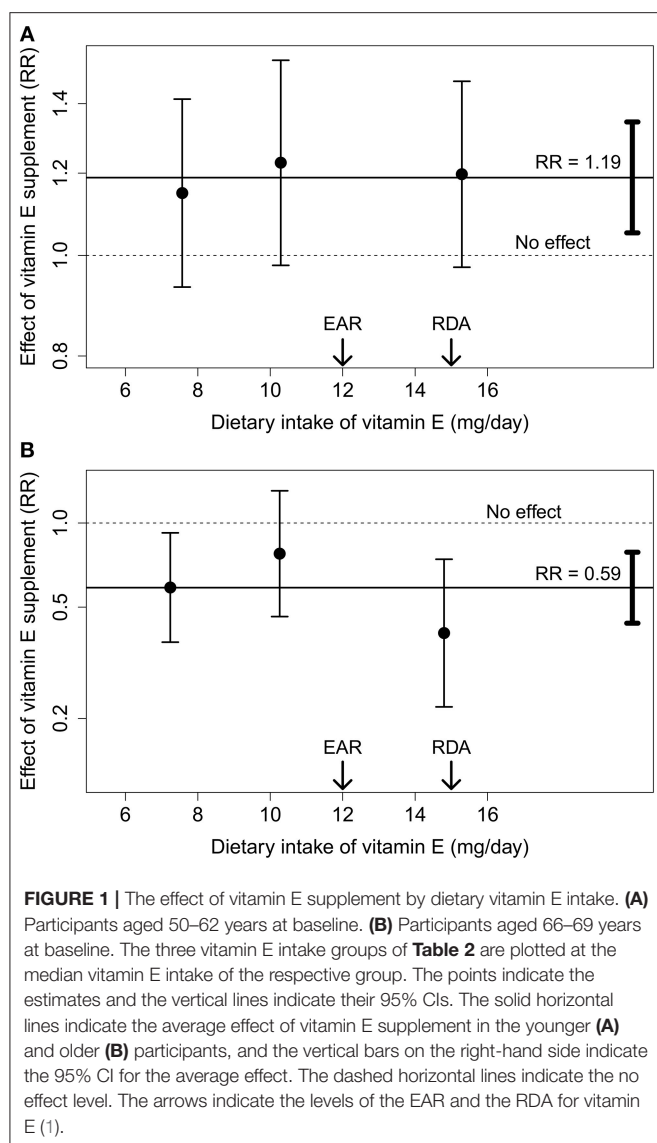 A
Effect of vitamin E supplement (RR)
1.4
1.2
1.0
0.8
RR = 1.19
No effect
EAR
RDA
6 8 10 12 14 16
Dietary intake of vitamin E (mg/day)
B
Effect of vitamin E supplement (RR)
1.0
0.5
0.2
No effect
RR = 0.59
EAR
RDA
6 8 10 12 14 16
Dietary intake of vitamin E (mg/day)
FIGURE 1 | The effect of vitamin E supplement by dietary vitamin E intake. (A)
Participants aged 50–62 years at baseline. (B) Participants aged 66–69 years
at baseline. The three vitamin E intake groups of Table 2 are plotted at the
median vitamin E intake of the respective group. The points indicate the
estimates and the vertical lines indicate their 95% CIs. The solid horizontal
lines indicate the average effect of vitamin E supplement in the younger (A)
and older (B) participants, and the vertical bars on the right-hand side indicate
the 95% CI for the average effect. The dashed horizontal lines indicate the no
effect level. The arrows indicate the levels of the EAR and the RDA for vitamin
E (1).